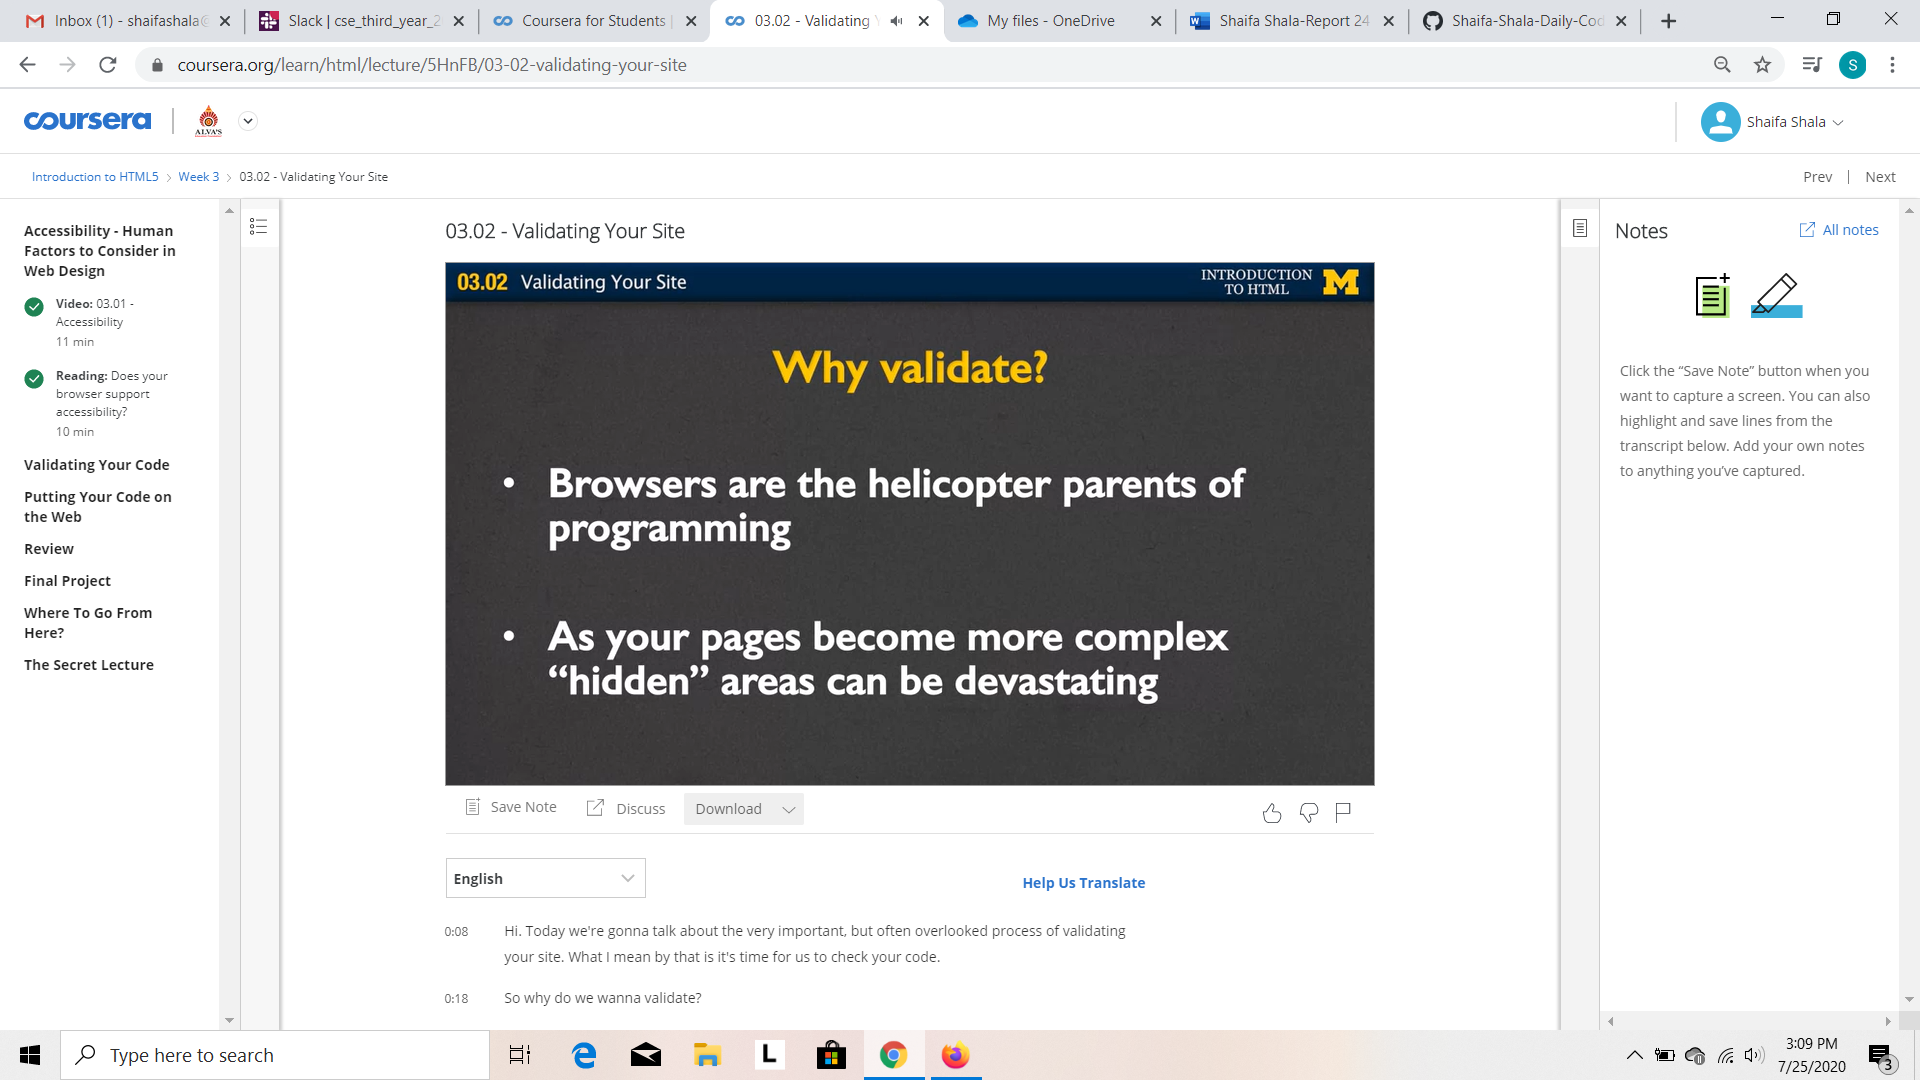 Inbox (1) - shaifashala@
Slack | cse_third_year_2
Coursera for Students |
03.02 - Validating Y
My files - OneDrive
Shaifa Shala-Report 24
Shaifa-Shala-Daily-Cod
coursera.org/learn/html/lecture/5HnFB/03-02-validating-your-site
S
coursera
ALVA'S
Shaifa Shala
Introduction to HTML5 > Week 3 > 03.02 - Validating Your Site
Prev | Next
Accessibility - Human
Factors to Consider in
Web Design
Video: 03.01 -
Accessibility
11 min
Reading: Does your
browser support
accessibility?
10 min
Validating Your Code
Putting Your Code on
the Web
Review
Final Project
Where To Go From
Here?
The Secret Lecture
03.02 - Validating Your Site
03.02 Validating Your Site
INTRODUCTION
TO HTML
M
Why validate?
• Browsers are the helicopter parents of
programming
• As your pages become more complex
“hidden” areas can be devastating
Save Note
Discuss
Download
English
Help Us Translate
0:08 Hi. Today we're gonna talk about the very important, but often overlooked process of validating
your site. What I mean by that is it's time for us to check your code.
0:18 So why do we wanna validate?
Notes
All notes
Click the “Save Note” button when you
want to capture a screen. You can also
highlight and save lines from the
transcript below. Add your own notes
to anything you’ve captured.
Type here to search
L
3:09 PM
7/25/2020
3